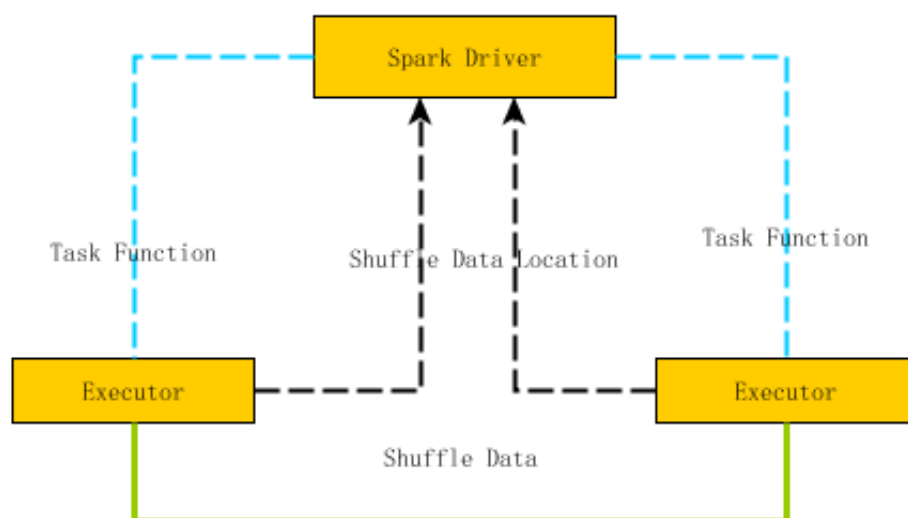 Spark Driver
Task Function
Shuffle Data Location
Task Function
Executor
Executor
Shuffle Data